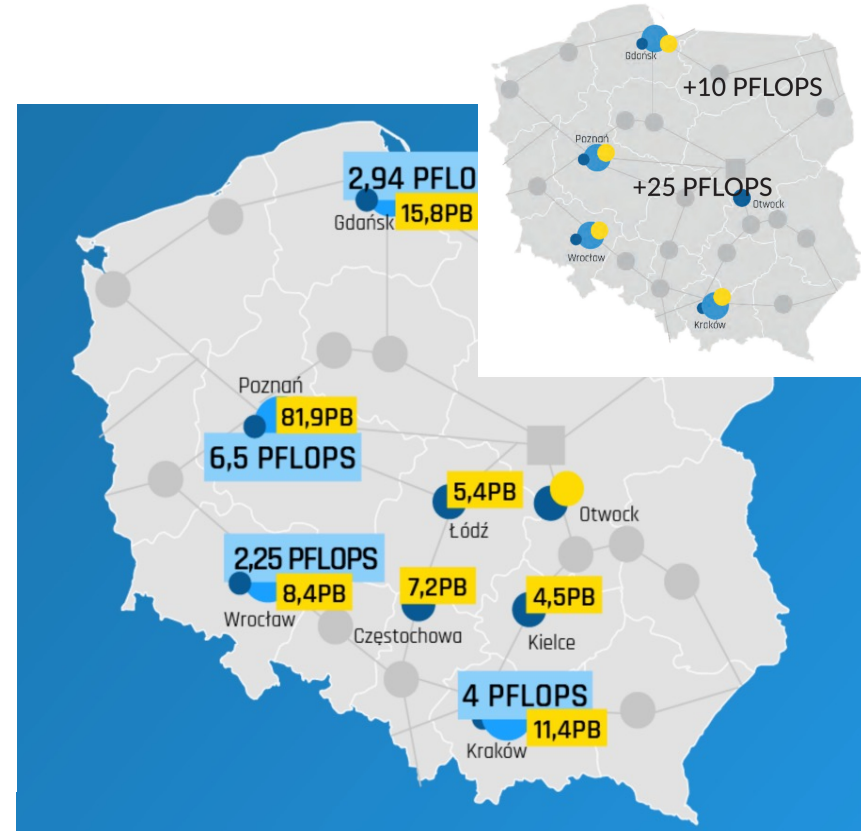 Gdańsk
+10 PFLOPS
Poznań
+25 PFLOPS
Otwock
Wrocław
Kraków
2,94 PFLO
Gdańsk
15,8PB
Poznań
81,9PB
6,5 PFLOPS
5,4PB
Łódź
Otwock
2,25 PFLOPS
8,4PB
Wrocław
7,2PB
Częstochowa
4,5PB
Kielce
4 PFLOPS
11,4PB
Kraków